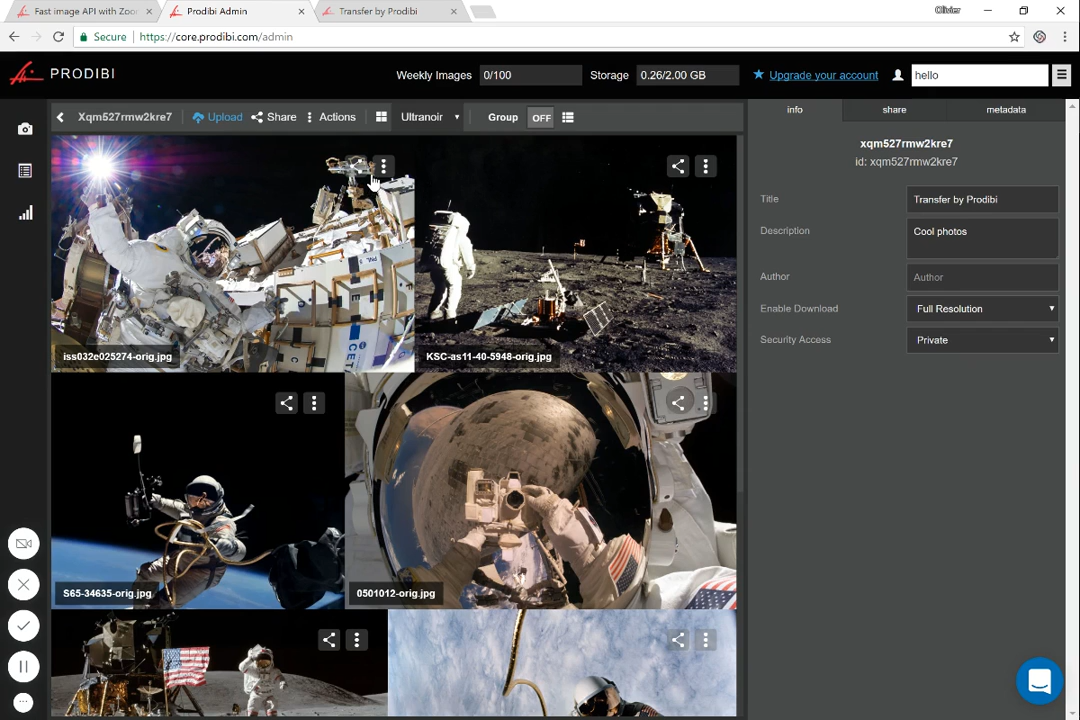 Fast image API with Zoo
Prodibi Admin
Transfer by Prodibi
Olivier
Secure
https://core.prodibi.com/admin
PRODIBI
Weekly Images
0/100
Storage
0.26/2.00 GB
Upgrade your account
hello
Xqm527rmw2kre7
Upload
Share
Actions
Ultranoir
Group
OFF
info
share
metadata
xqm527rmw2kre7
id: xqm527rmw2kre7
Title
Transfer by Prodibi
Description
Cool photos
Author
Author
Enable Download
Full Resolution
Security Access
Private
iss032e025274-orig.jpg
KSC-as11-40-5948-orig.jpg
S65-34635-orig.jpg
0501012-orig.jpg